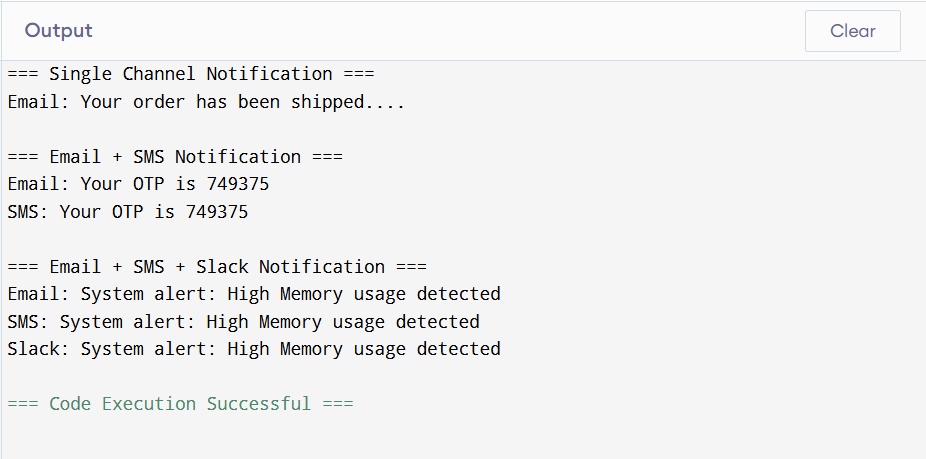 Output
Clear
=== Single Channel Notification ===
Email: Your order has been shipped....
=== Email + SMS Notification ===
Email: Your OTP is 749375
SMS: Your OTP is 749375
=== Email + SMS + Slack Notification ===
Email: System alert: High Memory usage detected
SMS: System alert: High Memory usage detected
Slack: System alert: High Memory usage detected
=== Code Execution Successful ===